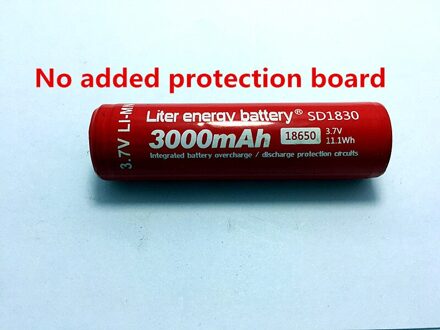 No added protection board
Liter energy battery® SD1830
3000mAh 18650 3.7V 11.1Wh
Integrated battery overcharge / discharge protection circuits
3.7V LI-MN